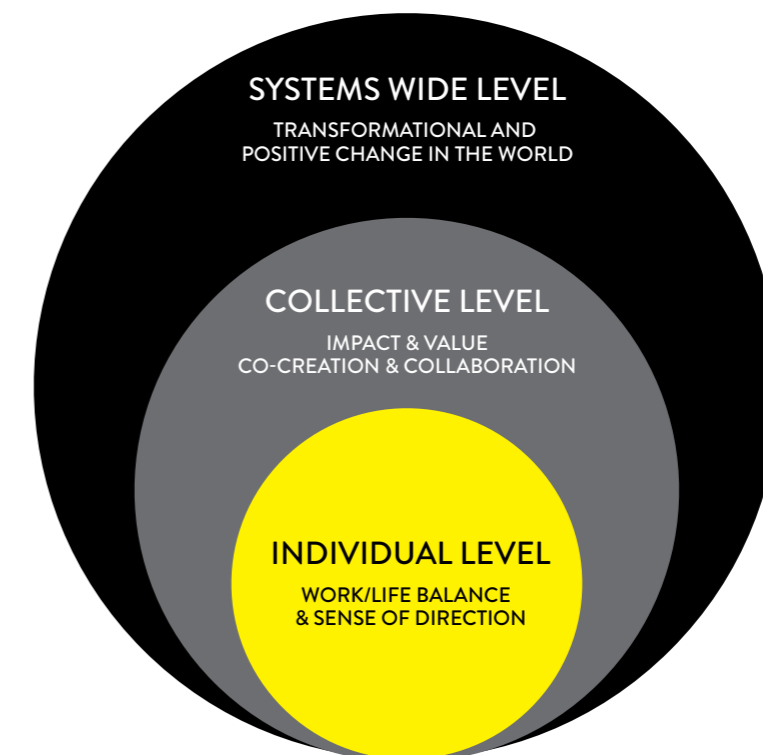 SYSTEMS WIDE LEVEL
TRANSFORMATIONAL AND
POSITIVE CHANGE IN THE WORLD
COLLECTIVE LEVEL
IMPACT & VALUE
CO-CREATION & COLLABORATION
INDIVIDUAL LEVEL
WORK/LIFE BALANCE
& SENSE OF DIRECTION